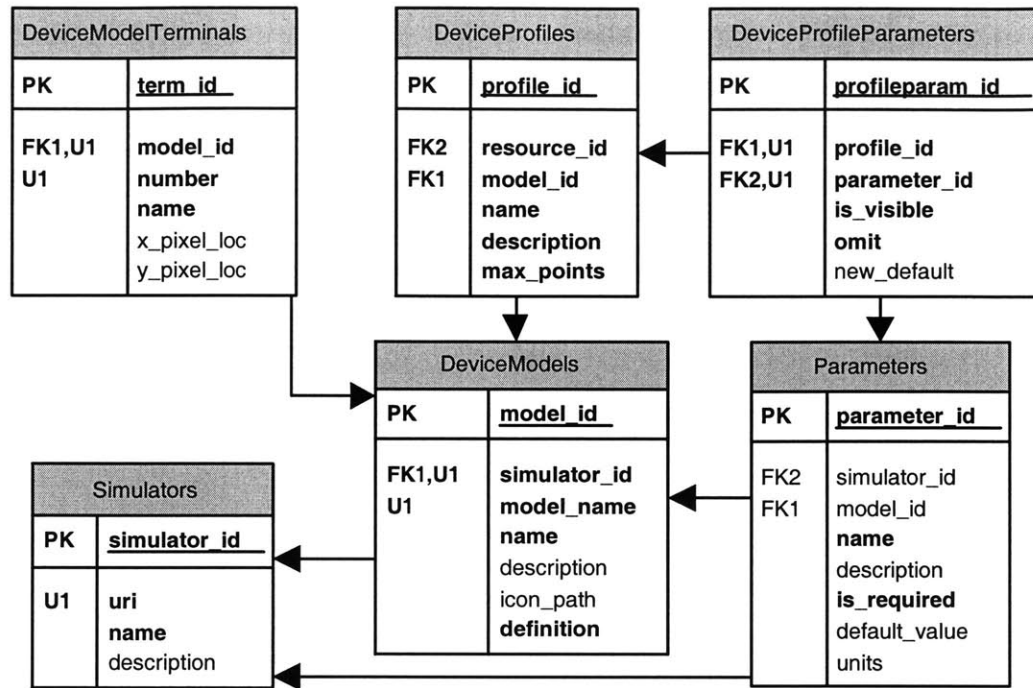 DeviceModelTerminals
PK term_id
FK1,U1 model_id
U1 number
name
x_pixel_loc
y_pixel_loc
DeviceProfiles
PK profile_id
FK2 resource_id
FK1 model_id
name
description
max_points
DeviceProfileParameters
PK profileparam_id
FK1,U1 profile_id
FK2,U1 parameter_id
is_visible
omit
new_default
DeviceModels
PK model_id
FK1,U1 simulator_id
U1 model_name
name
description
icon_path
definition
Parameters
PK parameter_id
FK2 simulator_id
FK1 model_id
name
description
is_required
default_value
units
Simulators
PK simulator_id
U1 uri
name
description